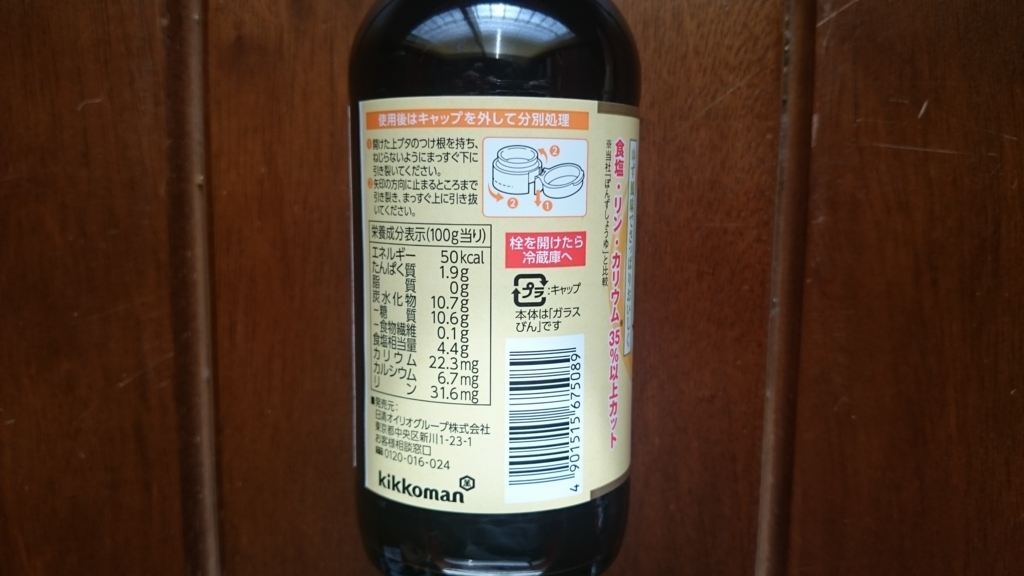 使用後はキャップを外して分別処理
❶開けた上ブタのつけ根を持ち、
ねじらないようにまっすぐ下に
引き裂いてください。
❷矢印の方向に止まるところまで
引き裂き、まっすぐ上に引き抜
いてください。
❷
❷
❶
栄養成分表示(100g当り)
エネルギー 50kcal
たんぱく質 1.9g
脂質 0g
炭水化物 10.7g
－糖質 10.6g
－食物繊維 0.1g
食塩相当量 4.4g
カリウム 22.3mg
カルシウム 6.7mg
リン 31.6mg
■発売元:
日清オイリオグループ株式会社
東京都中央区新川1-23-1
お客様相談窓口
0120-016-024
kikkoman
栓を開けたら
冷蔵庫へ
プラ:キャップ
本体は「ガラス
びん」です
4 901515 675089
※当社「ぽんずしょうゆ」と比較
食塩・リン・カリウム35%以上カット